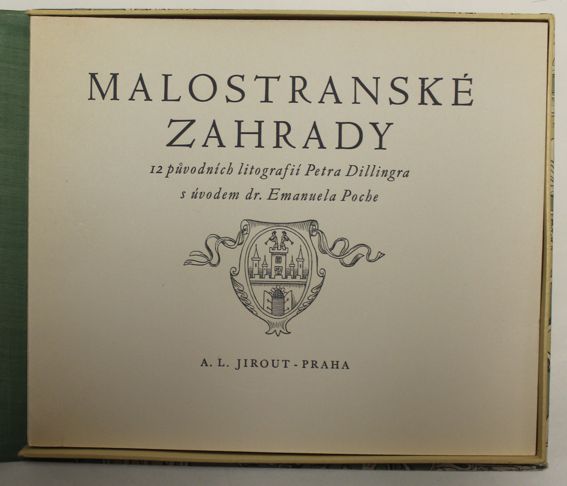 MALOSTRANSKÉ
ZAHRADY
12 původních litografií Petra Dillingra
s úvodem dr. Emanuela Poche
A. L. JIROUT - PRAHA